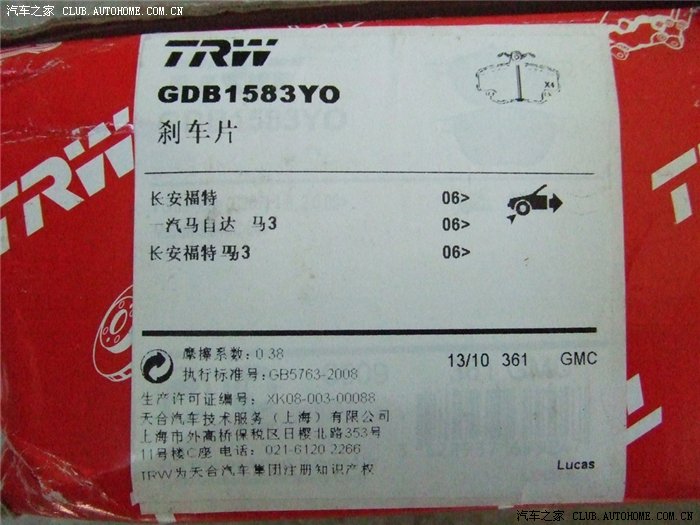 汽车之家 CLUB.AUTOHOME.COM.CN
TRW
GDB1583YO
X4
刹车片
TRW
长安福特 06>
一汽马自达 马3 06>
长安福特马3 06>
摩擦系数: 0.38
执行标准号: GB5763-2008
13/10 361 GMC
生产许可证编号: XK08-003-00088
天合汽车技术服务（上海）有限公司
上海市外高桥保税区日樱北路353号
11号楼C座 电话: 021-6120 2266
TRW为天合汽车集团注册知识产权
Lucas
汽车之家 CLUB.AUTOHOME.COM.CN